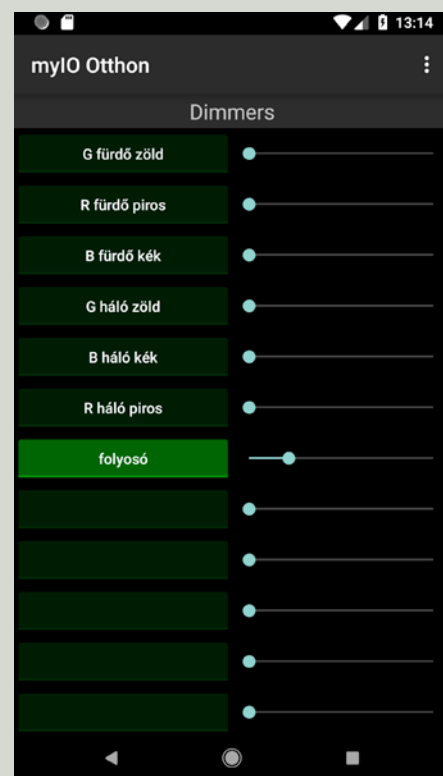 13:14
myIO Otthon
Dimmers
G fürdő zöld
R fürdő piros
B fürdő kék
G háló zöld
B háló kék
R háló piros
folyosó